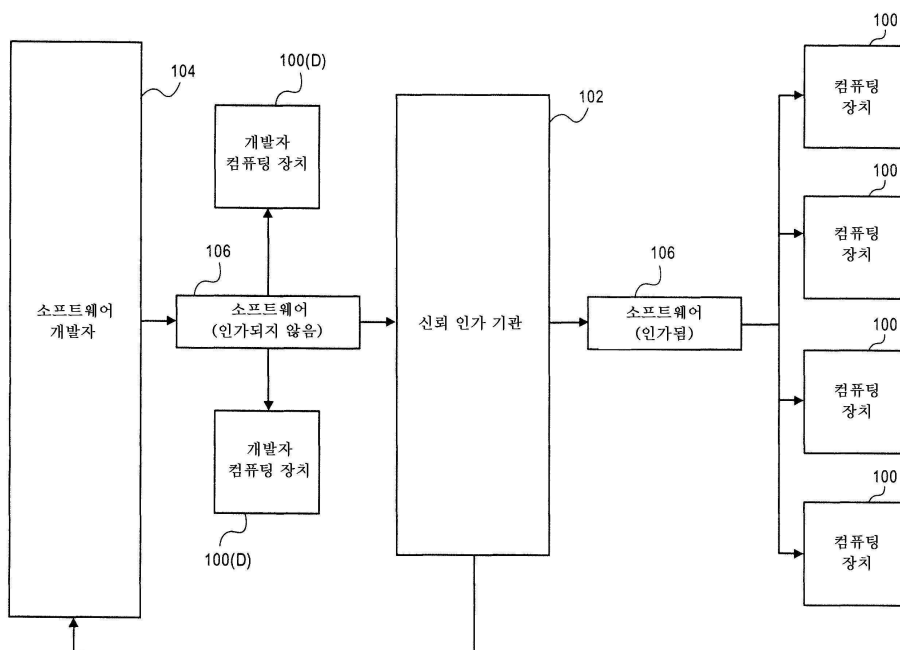 104
소프트웨어
개발자
100(D)
개발자
컴퓨팅 장치
106
소프트웨어
(인가되지 않음)
개발자
컴퓨팅 장치
100(D)
102
신뢰 인가 기관
106
소프트웨어
(인가됨)
100
컴퓨팅
장치
100
컴퓨팅
장치
100
컴퓨팅
장치
100
컴퓨팅
장치